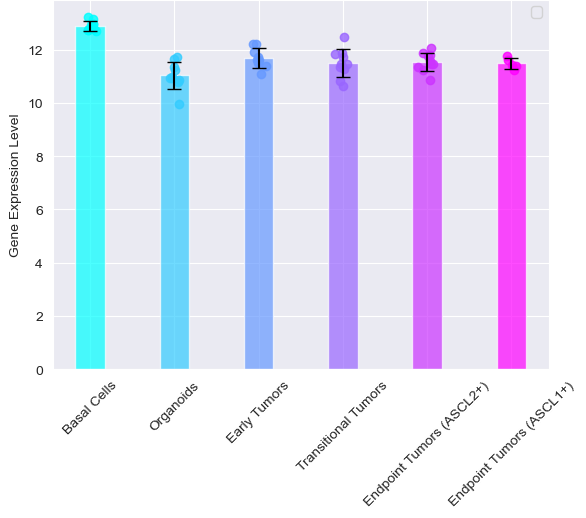 Gene Expression Level
12
10
8
6
4
2
0
Basal Cells
Organoids
Early Tumors
Transitional Tumors
Endpoint Tumors (ASCL2+)
Endpoint Tumors (ASCL1+)